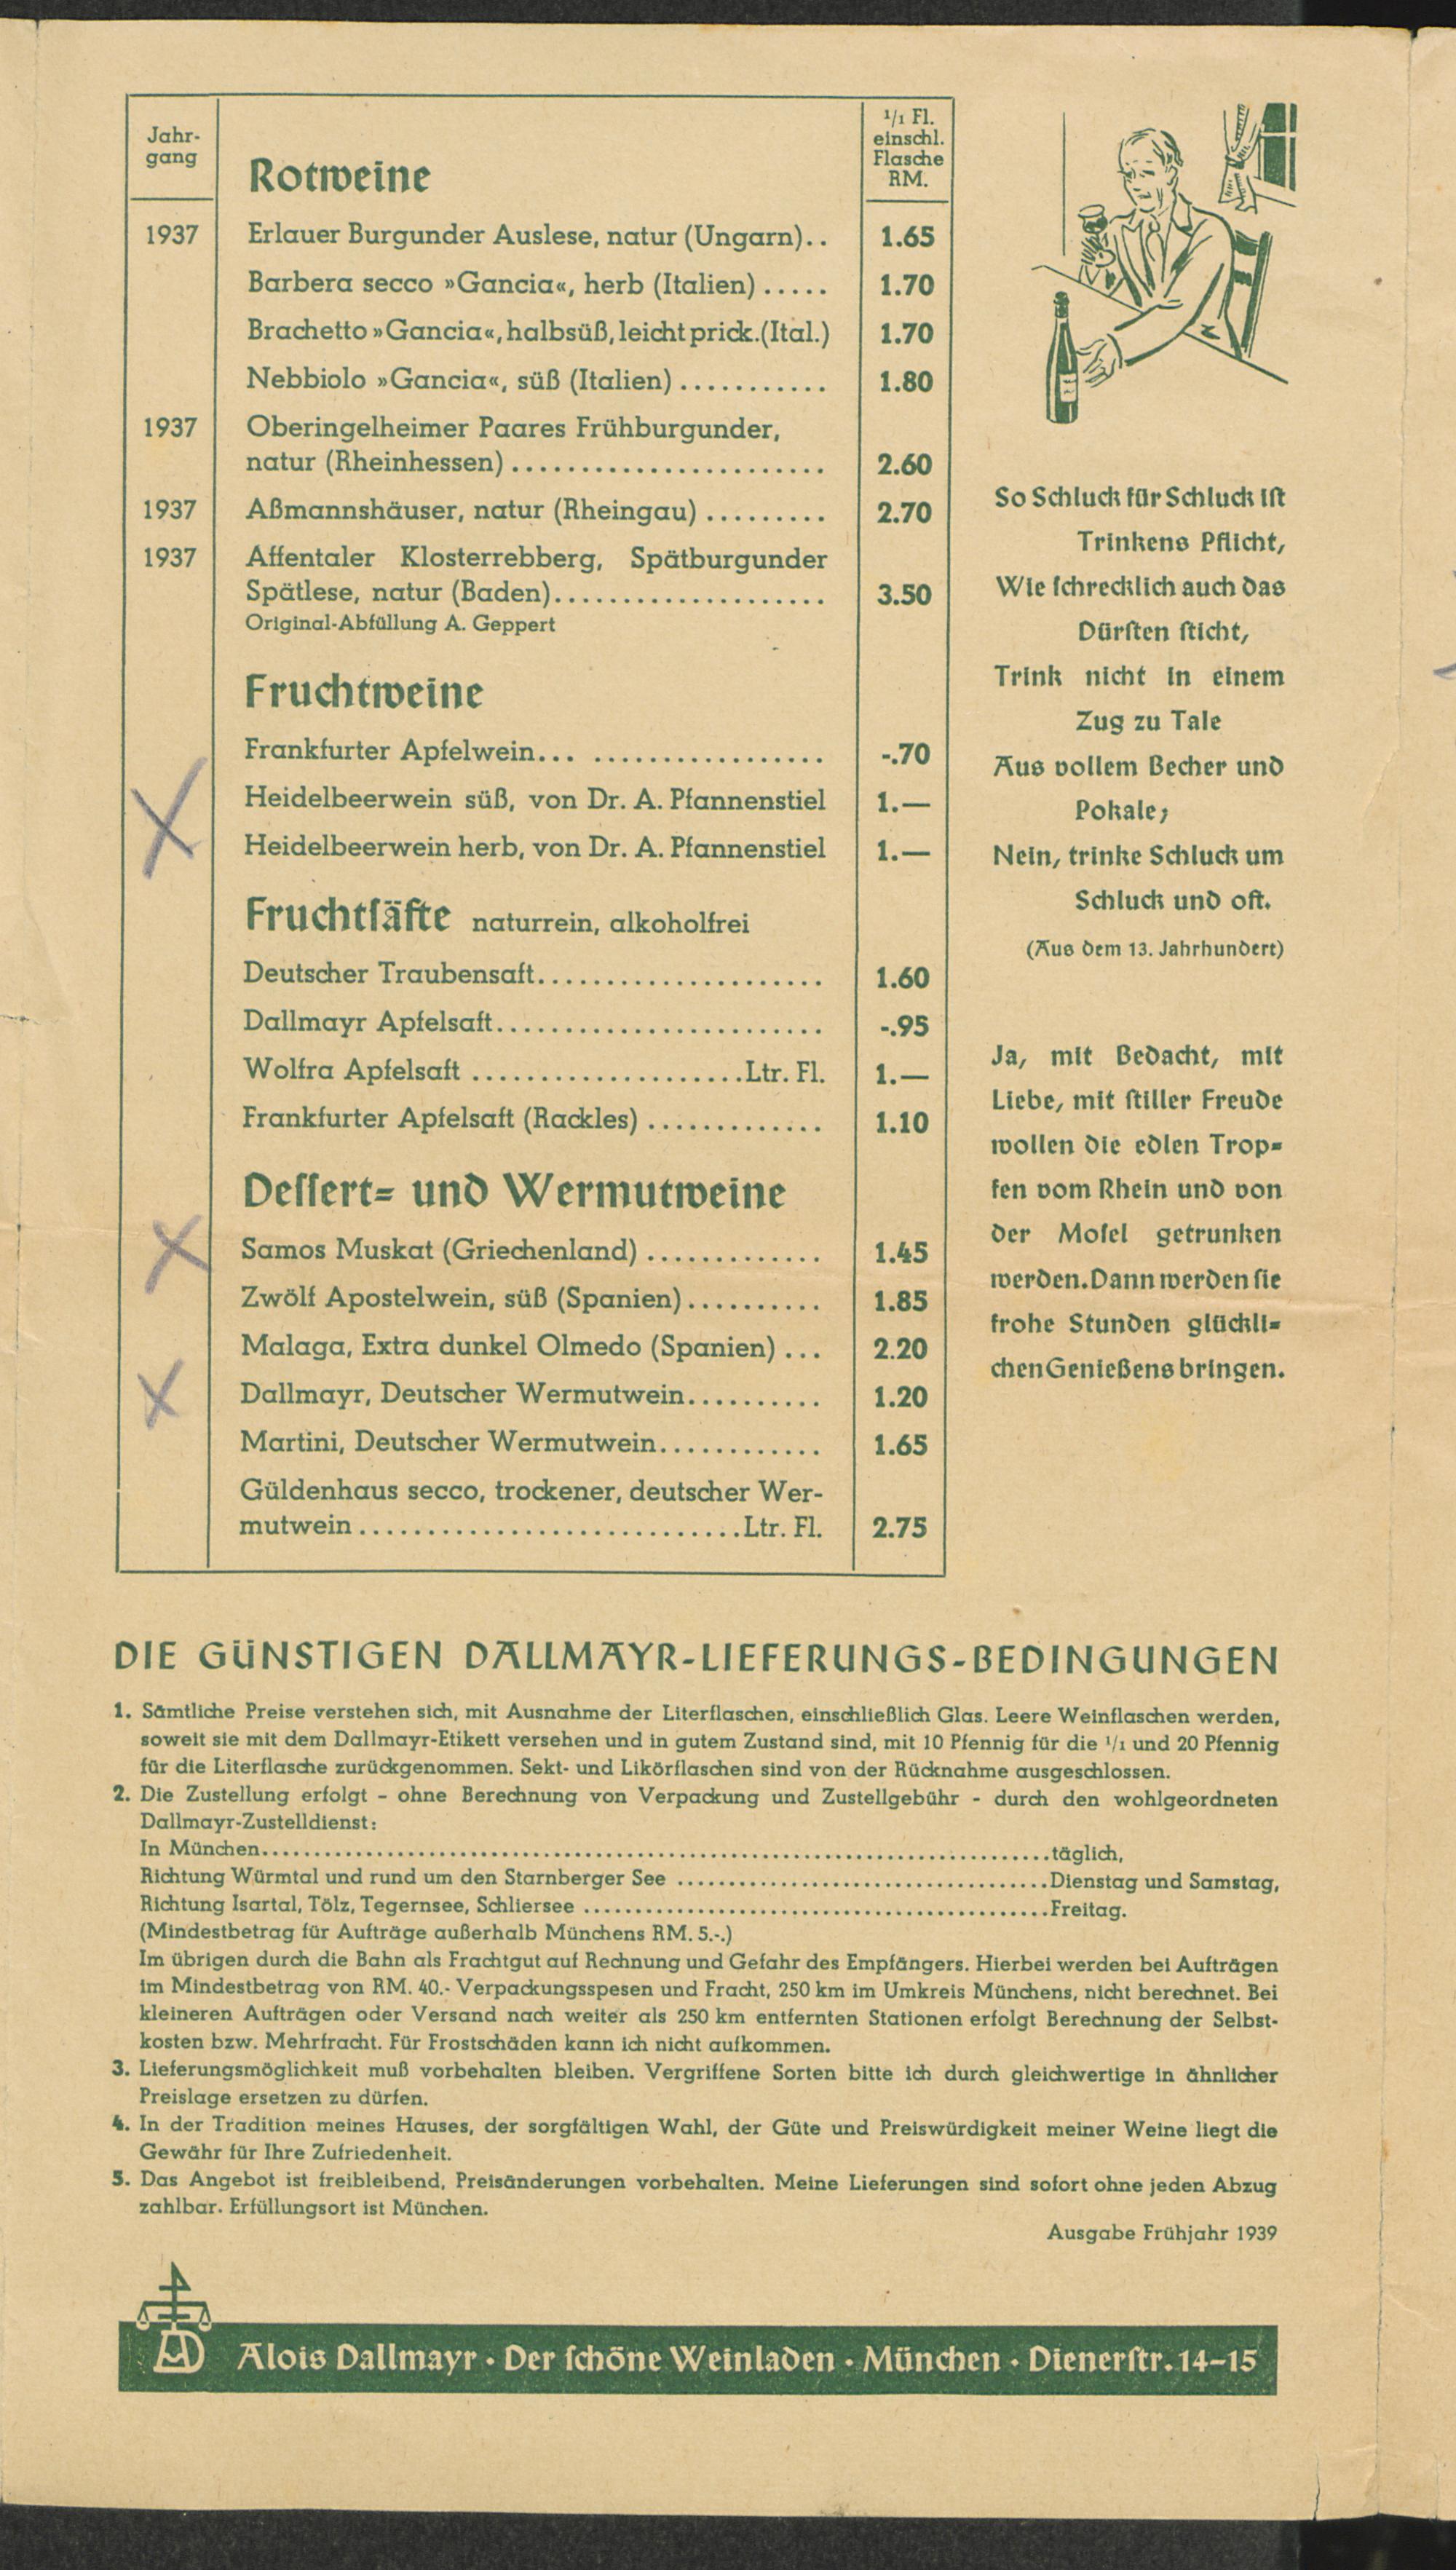 Jahr-
gang
Rotweine
1/1 Fl.
einschl.
Flasche
RM.
1937 Erlauer Burgunder Auslese, natur (Ungarn).. 1.65
Barbera secco »Gancia«, herb (Italien) ..... 1.70
Brachetto »Gancia«, halbsüß, leicht prick. (Ital.) 1.70
Nebbiolo »Gancia«, süß (Italien) ........... 1.80
1937 Oberingelheimer Paares Frühburgunder,
natur (Rheinhessen) ....................... 2.60
1937 Aßmannshäuser, natur (Rheingau) ......... 2.70
1937 Affentaler Klosterrebberg, Spätburgunder
Spätlese, natur (Baden).................... 3.50
Original-Abfüllung A. Geppert
Fruchtweine
Frankfurter Apfelwein... ................. -.70
Heidelbeerwein süß, von Dr. A. Pfannenstiel 1.—
Heidelbeerwein herb, von Dr. A. Pfannenstiel 1.—
Fruchtſäfte naturrein, alkoholfrei
Deutscher Traubensaft..................... 1.60
Dallmayr Apfelsaft........................ -.95
Wolfra Apfelsaft ....................Ltr. Fl. 1.—
Frankfurter Apfelsaft (Rackles) ............. 1.10
Deſſert- und Wermutweine
Samos Muskat (Griechenland) ............. 1.45
Zwölf Apostelwein, süß (Spanien).......... 1.85
Malaga, Extra dunkel Olmedo (Spanien) ... 2.20
Dallmayr, Deutscher Wermutwein.......... 1.20
Martini, Deutscher Wermutwein............ 1.65
Güldenhaus secco, trockener, deutscher Wer-
mutwein ............................Ltr. Fl. 2.75
So Schluck für Schluck iſt
Trinkens Pflicht,
Wie ſchrecklich auch das
Dürſten ſticht,
Trink nicht in einem
Zug zu Tale
Aus vollem Becher und
Pokale;
Nein, trinke Schluck um
Schluck und oft.
(Aus dem 13. Jahrhundert)
Ja, mit Bedacht, mit
Liebe, mit ſtiller Freude
wollen die edlen Trop-
fen vom Rhein und von
der Moſel getrunken
werden. Dann werden ſie
frohe Stunden glückli-
chen Genießens bringen.
DIE GÜNSTIGEN DALLMAYR-LIEFERUNGS-BEDINGUNGEN
1. Sämtliche Preise verstehen sich, mit Ausnahme der Literflaschen, einschließlich Glas. Leere Weinflaschen werden,
soweit sie mit dem Dallmayr-Etikett versehen und in gutem Zustand sind, mit 10 Pfennig für die 1/1 und 20 Pfennig
für die Literflasche zurückgenommen. Sekt- und Likörflaschen sind von der Rücknahme ausgeschlossen.
2. Die Zustellung erfolgt - ohne Berechnung von Verpackung und Zustellgebühr - durch den wohlgeordneten
Dallmayr-Zustelldienst:
In München............................................................täglich,
Richtung Würmtal und rund um den Starnberger See ....................................Dienstag und Samstag,
Richtung Isartal, Tölz, Tegernsee, Schliersee .............................................Freitag.
(Mindestbetrag für Aufträge außerhalb Münchens RM. 5.-.)
Im übrigen durch die Bahn als Frachtgut auf Rechnung und Gefahr des Empfängers. Hierbei werden bei Aufträgen
im Mindestbetrag von RM. 40.- Verpackungsspesen und Fracht, 250 km im Umkreis Münchens, nicht berechnet. Bei
kleineren Aufträgen oder Versand nach weiter als 250 km entfernten Stationen erfolgt Berechnung der Selbst-
kosten bzw. Mehrfracht. Für Frostschäden kann ich nicht aufkommen.
3. Lieferungsmöglichkeit muß vorbehalten bleiben. Vergriffene Sorten bitte ich durch gleichwertige in ähnlicher
Preislage ersetzen zu dürfen.
4. In der Tradition meines Hauses, der sorgfältigen Wahl, der Güte und Preiswürdigkeit meiner Weine liegt die
Gewähr für Ihre Zufriedenheit.
5. Das Angebot ist freibleibend, Preisänderungen vorbehalten. Meine Lieferungen sind sofort ohne jeden Abzug
zahlbar. Erfüllungsort ist München.
Ausgabe Frühjahr 1939
AD Alois Dallmayr · Der ſchöne Weinladen · München · Dienerſtr. 14–15